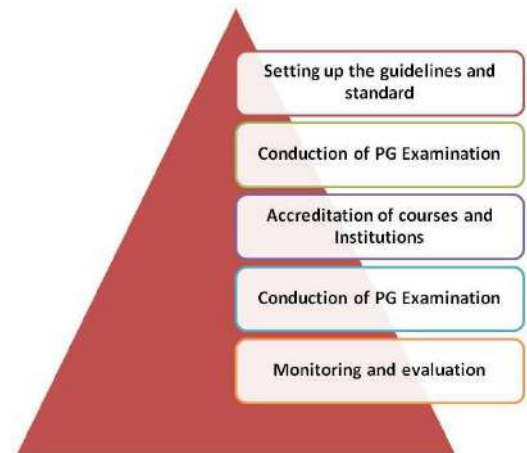 Setting up the guidelines and
standard
Conduction of PG Examination
Accreditation of courses and
Institutions
Conduction of PG Examination
Monitoring and evaluation